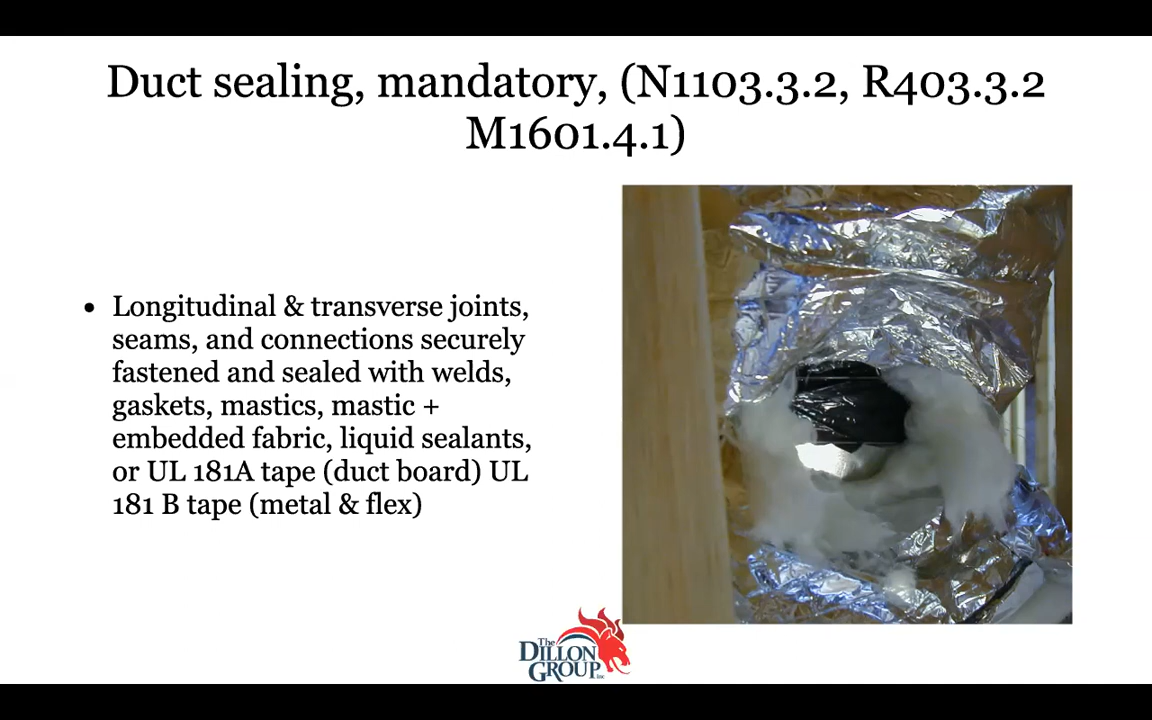 Duct sealing, mandatory, (N1103.3.2, R403.3.2
M1601.4.1)
• Longitudinal & transverse joints,
seams, and connections securely
fastened and sealed with welds,
gaskets, mastics, mastic +
embedded fabric, liquid sealants,
or UL 181A tape (duct board) UL
181 B tape (metal & flex)
The
DILLON
GROUP Inc